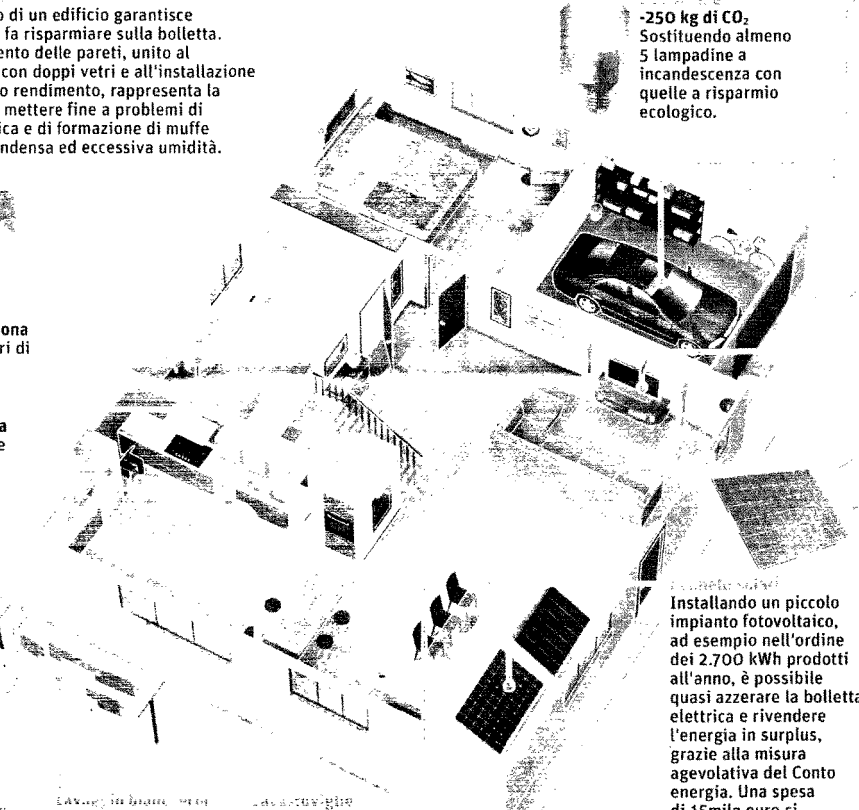 di un edificio garantisce
fa risparmiare sulla bolletta.
ento delle pareti, unito al
con doppi vetri e all'installazione
o rendimento, rappresenta la
mettere fine a problemi di
ica e di formazione di muffe
ndensa ed eccessiva umidità.
-250 kg di CO₂
Sostituendo almeno
5 lampadine a
incandescenza con
quelle a risparmio
ecologico.
ona
ri di
a
e
Installando un piccolo
impianto fotovoltaico,
ad esempio nell'ordine
dei 2.700 kWh prodotti
all'anno, è possibile
quasi azzerare la bolletta
elettrica e rivendere
l'energia in surplus,
grazie alla misura
agevolativa del Conto
energia. Una spesa
di 15mila euro si